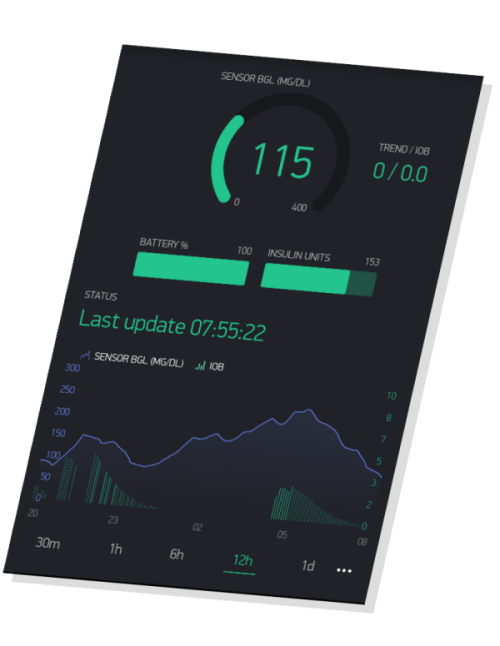 SENSOR BGL (MG/DL)
115
0
400
TREND / IOB
0 / 0.0
BATTERY %
100
INSULIN UNITS
153
STATUS
Last update 07:55:22
SENSOR BGL (MG/DL)
IOB
300
250
200
150
100
50
0
10
8
7
5
3
2
0
20
23
02
05
08
30m
1h
6h
12h
1d
•••